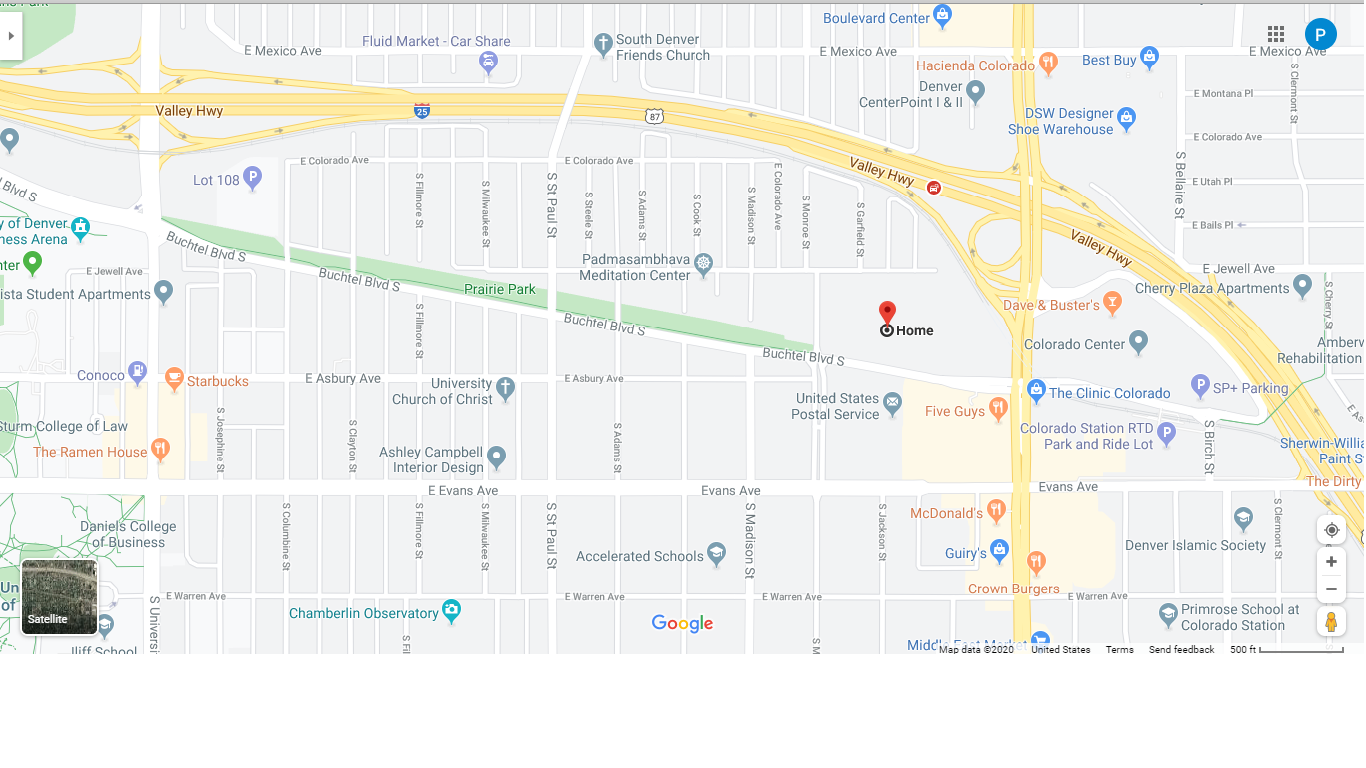 Boulevard Center
E Mexico Ave
Fluid Market - Car Share
South Denver
Friends Church
E Mexico Ave
Hacienda Colorado
Best Buy
P
E Mexico Ave
Denver
CenterPoint I & II
S Clermont St
E Montana Pl
Valley Hwy
25
87
DSW Designer
Shoe Warehouse
E Colorado Ave
E Colorado Ave
E Colorado Ave
E Colorado Ave
Valley Hwy
S Bellaire St
E Utah Pl
Lot 108
P
Blvd S
S Fillmore St
S Milwaukee St
S St Paul St
S Steele St
S Adams St
S Cook St
S Madison St
S Monroe St
S Garfield St
y of Denver
ness Arena
E Bails Pl
Buchtel Blvd S
Valley Hwy
nter
E Jewell Ave
Padmasambhava
Meditation Center
E Jewell Ave
Buchtel Blvd S
Prairie Park
ista Student Apartments
Cherry Plaza Apartments
S Cherry St
Dave & Buster's
S Fillmore St
Buchtel Blvd S
Home
Colorado Center
Amberw
Rehabilitation
Buchtel Blvd S
Conoco
Starbucks
E Asbury Ave
University
Church of Christ
E Asbury Ave
The Clinic Colorado
P
SP+ Parking
United States
Postal Service
Five Guys
E As
Sturm College of Law
S Josephine St
S Clayton St
S Adams St
Colorado Station RTD
Park and Ride Lot
P
S Birch St
The Ramen House
Ashley Campbell
Interior Design
Sherwin-Willia
Paint St
The Dirty
E Evans Ave
Evans Ave
Evans Ave
Daniels College
of Business
S Columbine St
S Fillmore St
S Milwaukee St
S St Paul St
S Madison St
S Jackson St
McDonald's
S Clermont St
Guiry's
Denver Islamic Society
Accelerated Schools
Un
of
Satellite
Crown Burgers
E Warren Ave
E Warren Ave
E Warren Ave
E Warren Ave
S Universi
Chamberlin Observatory
Google
Primrose School at
Colorado Station
Iliff School
S Fil
S M
Middle East Market
Map data ©2020 United States Terms Send feedback 500 ft